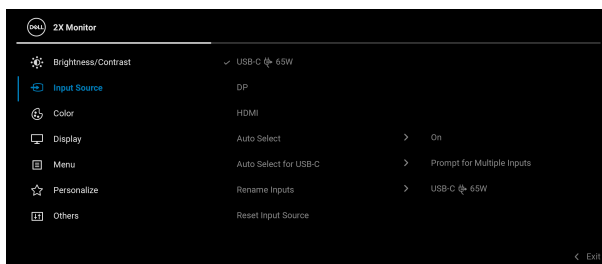 DELL 2X Monitor
Brightness/Contrast USB-C 65W
Input Source DP
Color HDMI
Display Auto Select On
Menu Auto Select for USB-C Prompt for Multiple Inputs
Personalize Rename Inputs USB-C 65W
Others Reset Input Source
Exit